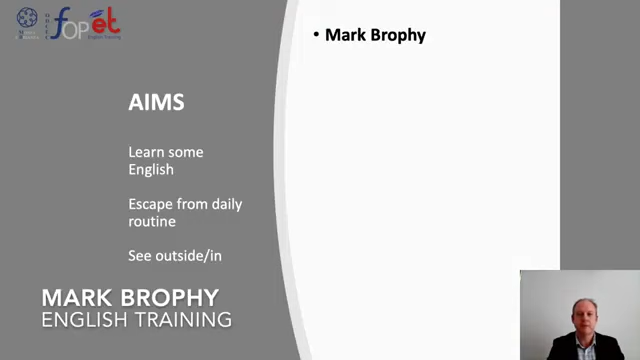 fOPet
English Training
• Mark Brophy
AIMS
Learn some
English
Escape from daily
routine
See outside/in
MARK BROPHY
ENGLISH TRAINING